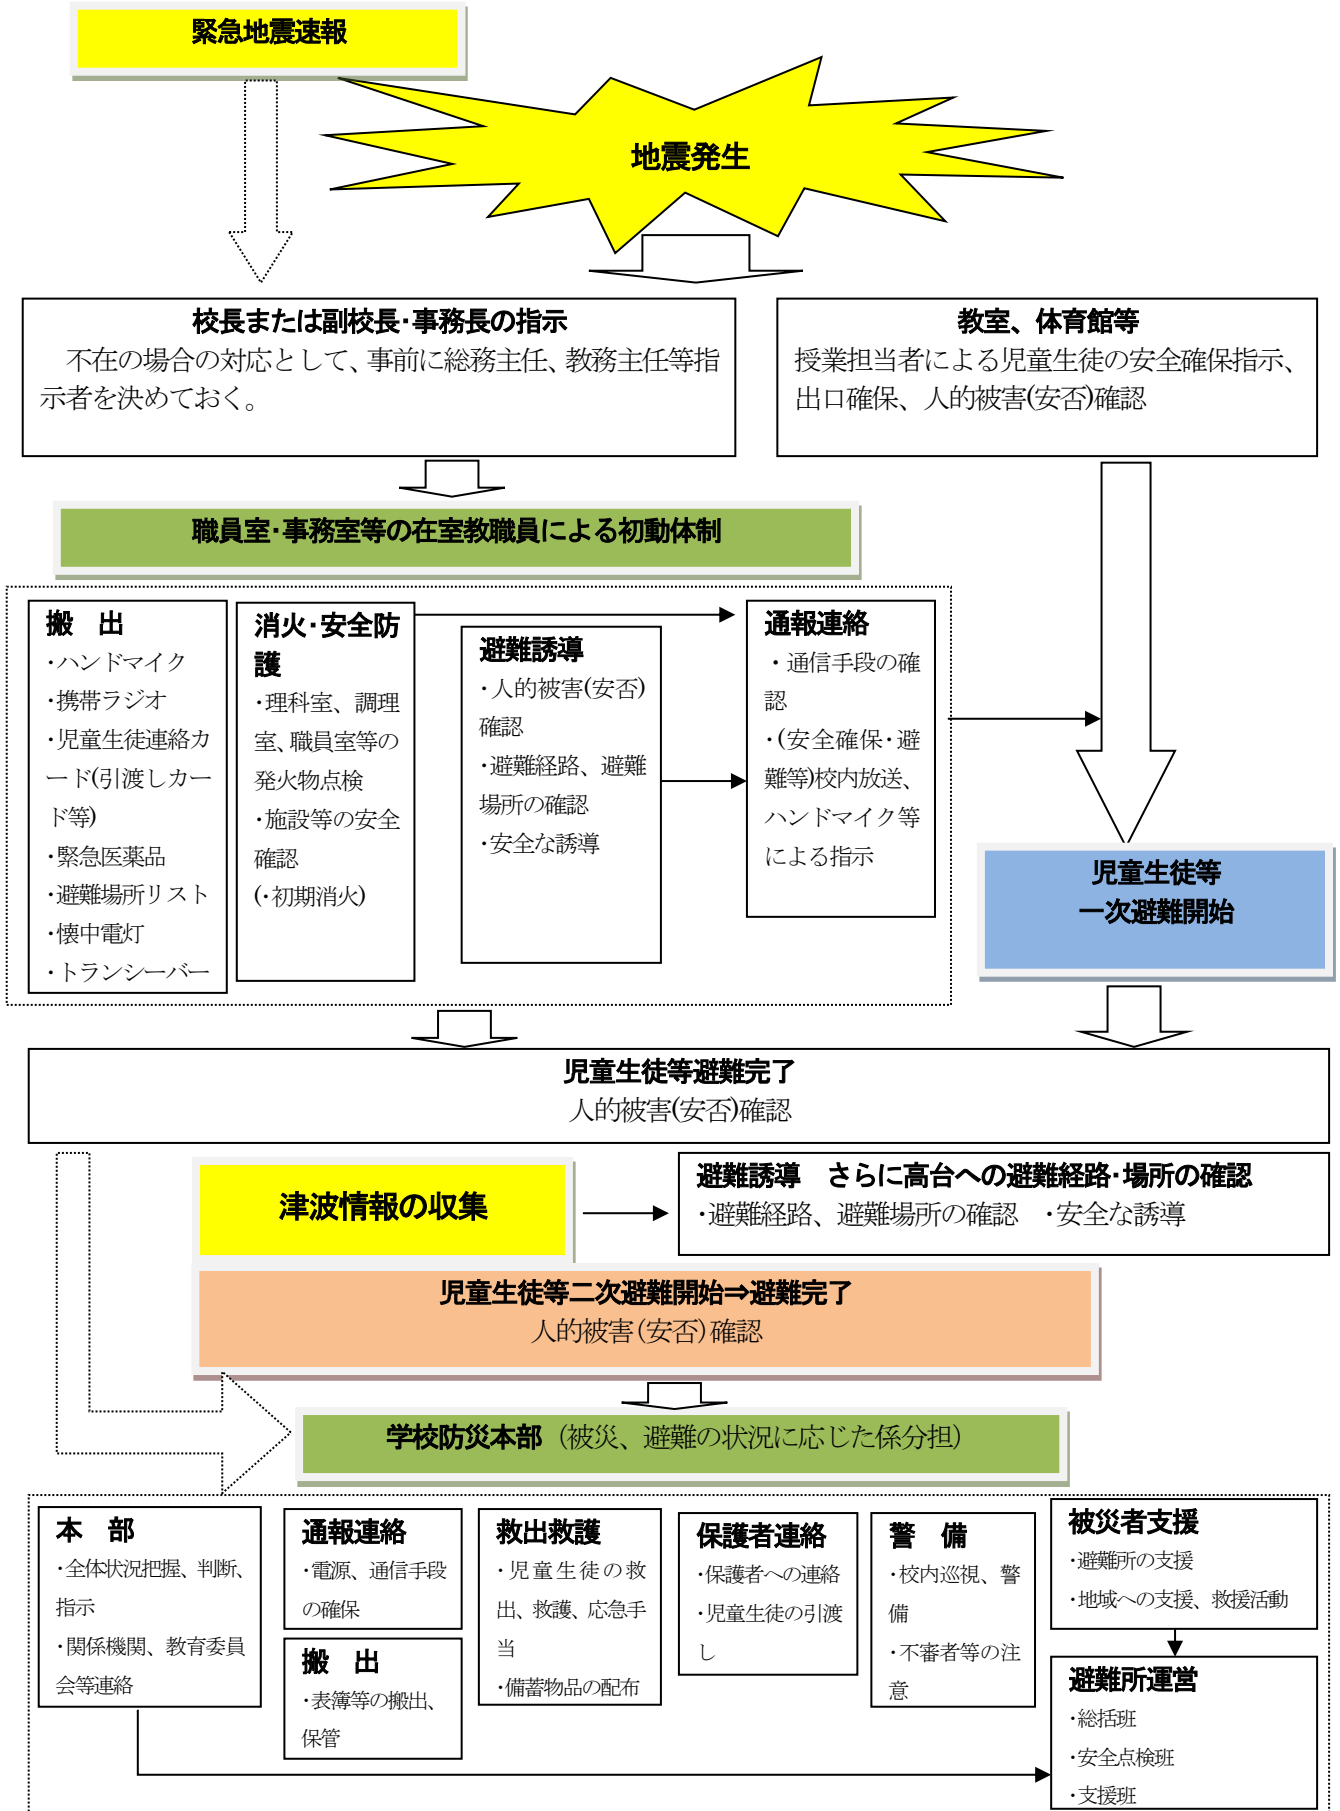 緊急地震速報
地震発生
校長または副校長・事務長の指示
不在の場合の対応として、事前に総務主任、教務主任等指
示者を決めておく。
教室、体育館等
授業担当者による児童生徒の安全確保指示、
出口確保、人的被害(安否)確認
職員室・事務室等の在室教職員による初動体制
搬　出
・ハンドマイク
・携帯ラジオ
・児童生徒連絡カ
ード(引渡しカー
ド等)
・緊急医薬品
・避難場所リスト
・懐中電灯
・トランシーバー
消火・安全防
護
・理科室、調理
室、職員室等の
発火物点検
・施設等の安全
確認
(・初期消火)
避難誘導
・人的被害(安否)
確認
・避難経路、避難
場所の確認
・安全な誘導
通報連絡
・通信手段の確
認
・(安全確保・避
難等)校内放送、
ハンドマイク等
による指示
児童生徒等
一次避難開始
児童生徒等避難完了
人的被害(安否)確認
津波情報の収集
避難誘導　さらに高台への避難経路・場所の確認
・避難経路、避難場所の確認　・安全な誘導
児童生徒等二次避難開始⇒避難完了
人的被害(安否)確認
学校防災本部（被災、避難の状況に応じた係分担）
本　部
・全体状況把握、判断、
指示
・関係機関、教育委員
会等連絡
通報連絡
・電源、通信手段
の確保
搬　出
・表簿等の搬出、
保管
救出救護
・児童生徒の救
出、救護、応急手
当
・備蓄物品の配布
保護者連絡
・保護者への連絡
・児童生徒の引渡
し
警　備
・校内巡視、警
備
・不審者等の注
意
被災者支援
・避難所の支援
・地域への支援、救援活動
避難所運営
・総括班
・安全点検班
・支援班